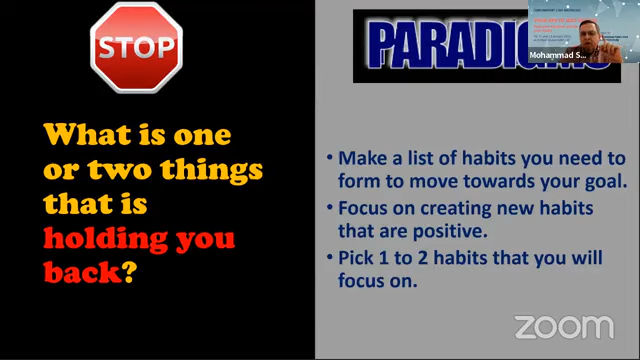 STOP
What is one
or two things
that is
holding you
back?
PARADIGMS
Mohammad S...
• Make a list of habits you need to
form to move towards your goal.
• Focus on creating new habits
that are positive.
• Pick 1 to 2 habits that you will
focus on.
zoom